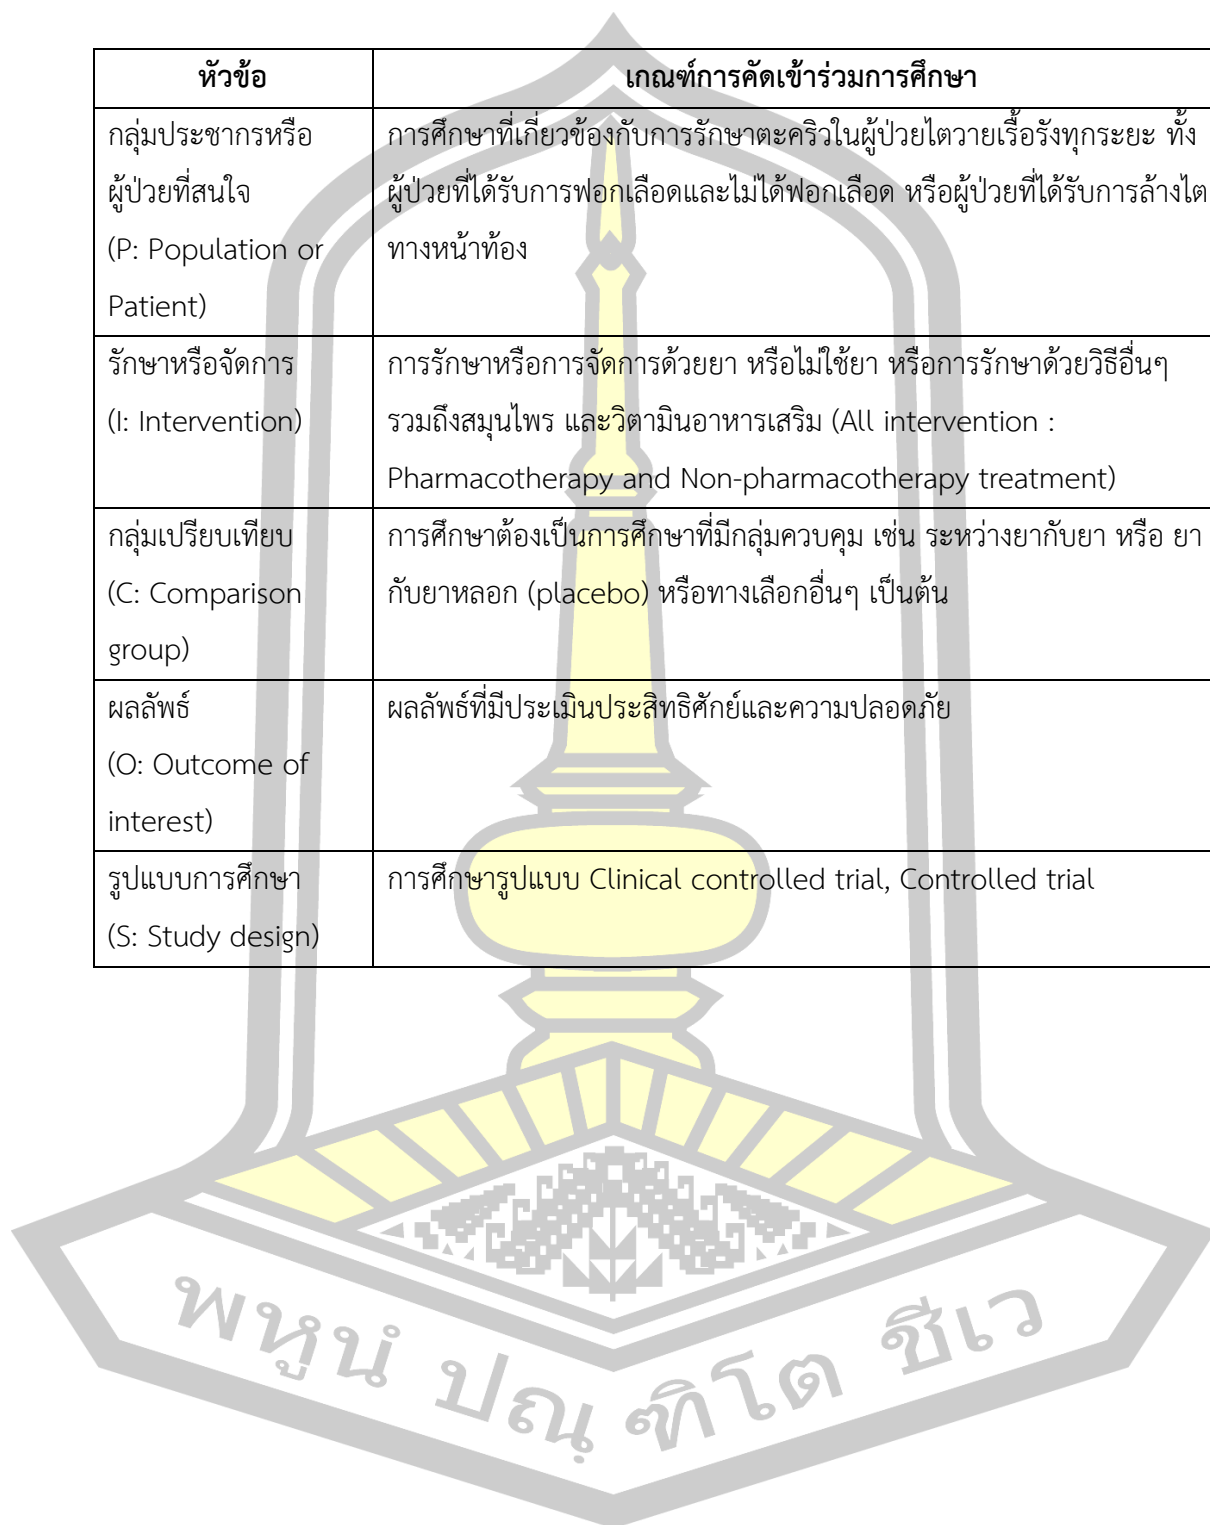 หัวข้อ
เกณฑ์การคัดเข้าร่วมการศึกษา
กลุ่มประชากรหรือ
ผู้ป่วยที่สนใจ
(P: Population or
Patient)
การศึกษาที่เกี่ยวข้องกับการรักษาตะคริวในผู้ป่วยไตวายเรื้อรังทุกระยะ ทั้ง
ผู้ป่วยที่ได้รับการฟอกเลือดและไม่ได้ฟอกเลือด หรือผู้ป่วยที่ได้รับการล้างไต
ทางหน้าท้อง
รักษาหรือจัดการ
(I: Intervention)
การรักษาหรือการจัดการด้วยยา หรือไม่ใช้ยา หรือการรักษาด้วยวิธีอื่นๆ
รวมถึงสมุนไพร และวิตามินอาหารเสริม (All intervention :
Pharmacotherapy and Non-pharmacotherapy treatment)
กลุ่มเปรียบเทียบ
(C: Comparison
group)
การศึกษาต้องเป็นการศึกษาที่มีกลุ่มควบคุม เช่น ระหว่างยากับยา หรือ ยา
กับยาหลอก (placebo) หรือทางเลือกอื่นๆ เป็นต้น
ผลลัพธ์
(O: Outcome of
interest)
ผลลัพธ์ที่มีประเมินประสิทธิศักย์และความปลอดภัย
รูปแบบการศึกษา
(S: Study design)
การศึกษารูปแบบ Clinical controlled trial, Controlled trial
พหูนํ ปณฺฑิโต ชีเว